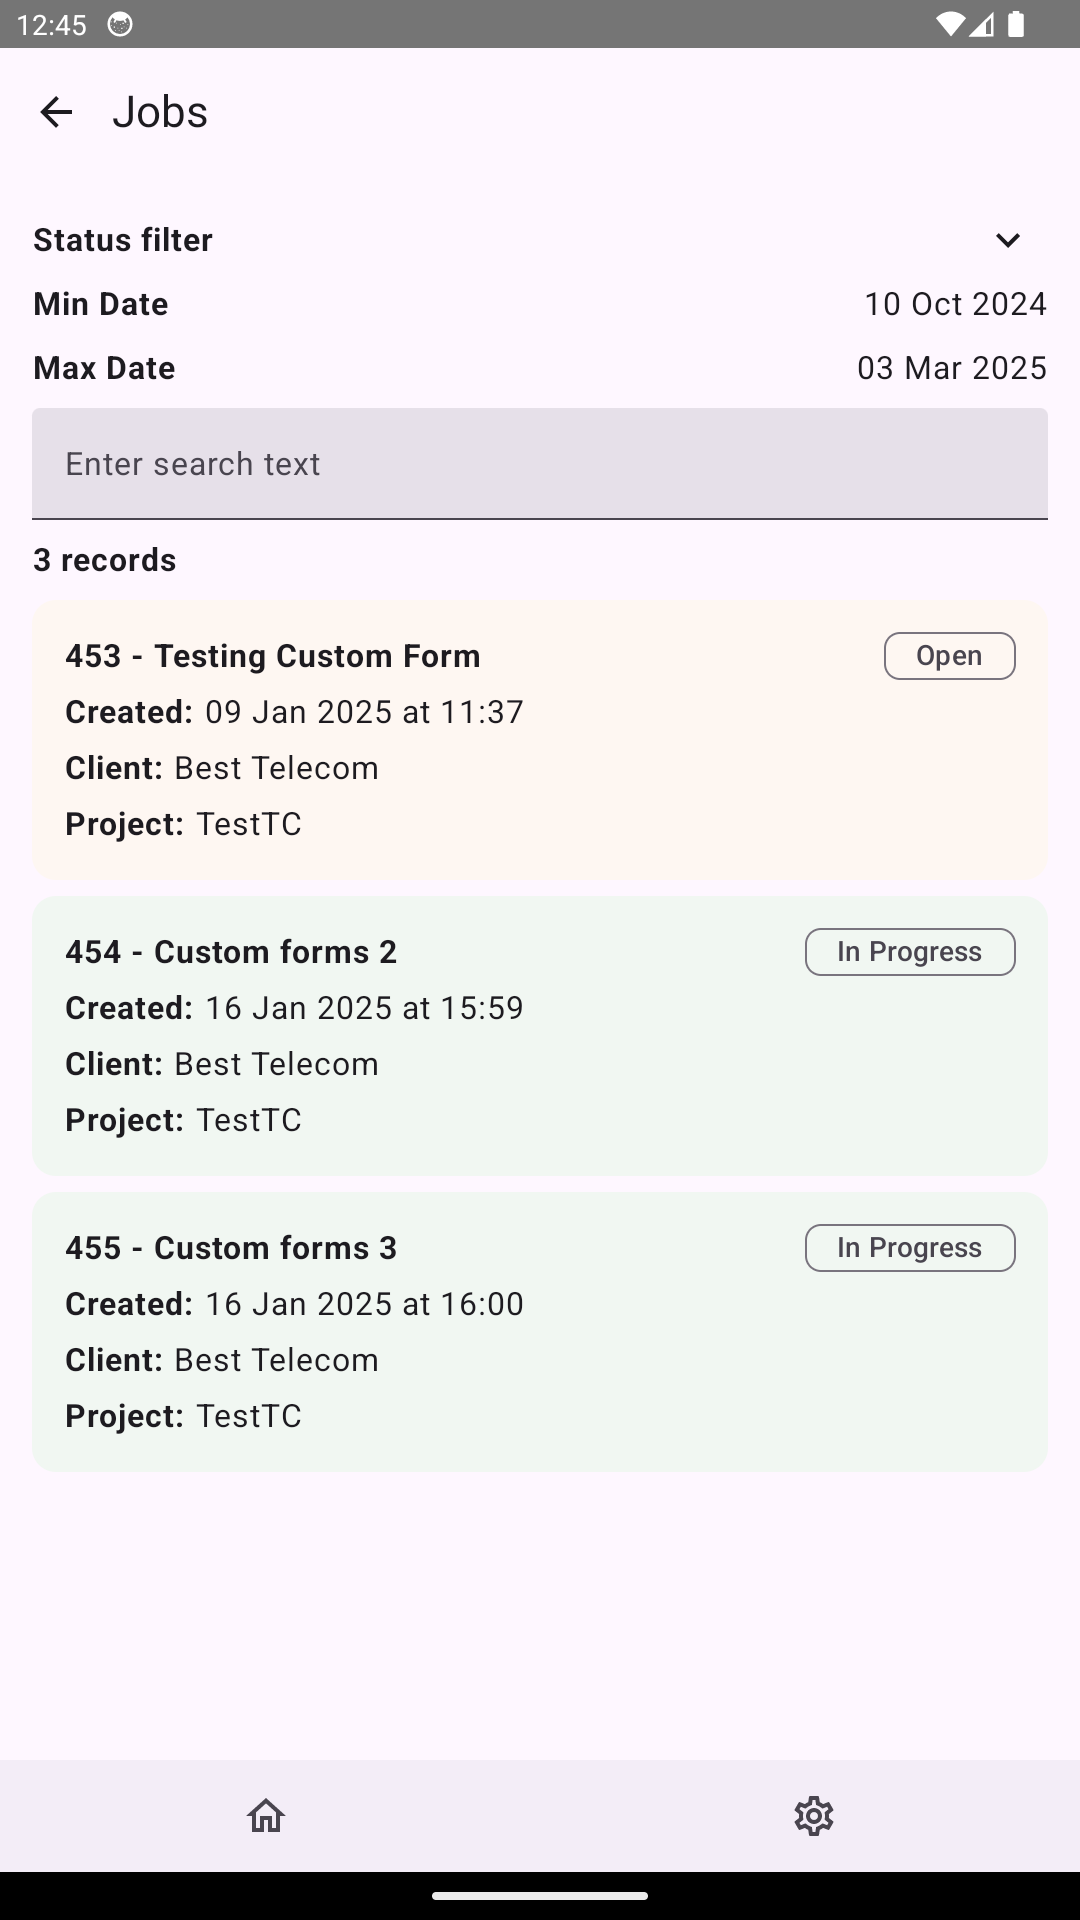 12:45
Jobs
Status filter
Min Date 10 Oct 2024
Max Date 03 Mar 2025
Enter search text
3 records
453 - Testing Custom Form Open
Created: 09 Jan 2025 at 11:37
Client: Best Telecom
Project: TestTC
454 - Custom forms 2 In Progress
Created: 16 Jan 2025 at 15:59
Client: Best Telecom
Project: TestTC
455 - Custom forms 3 In Progress
Created: 16 Jan 2025 at 16:00
Client: Best Telecom
Project: TestTC